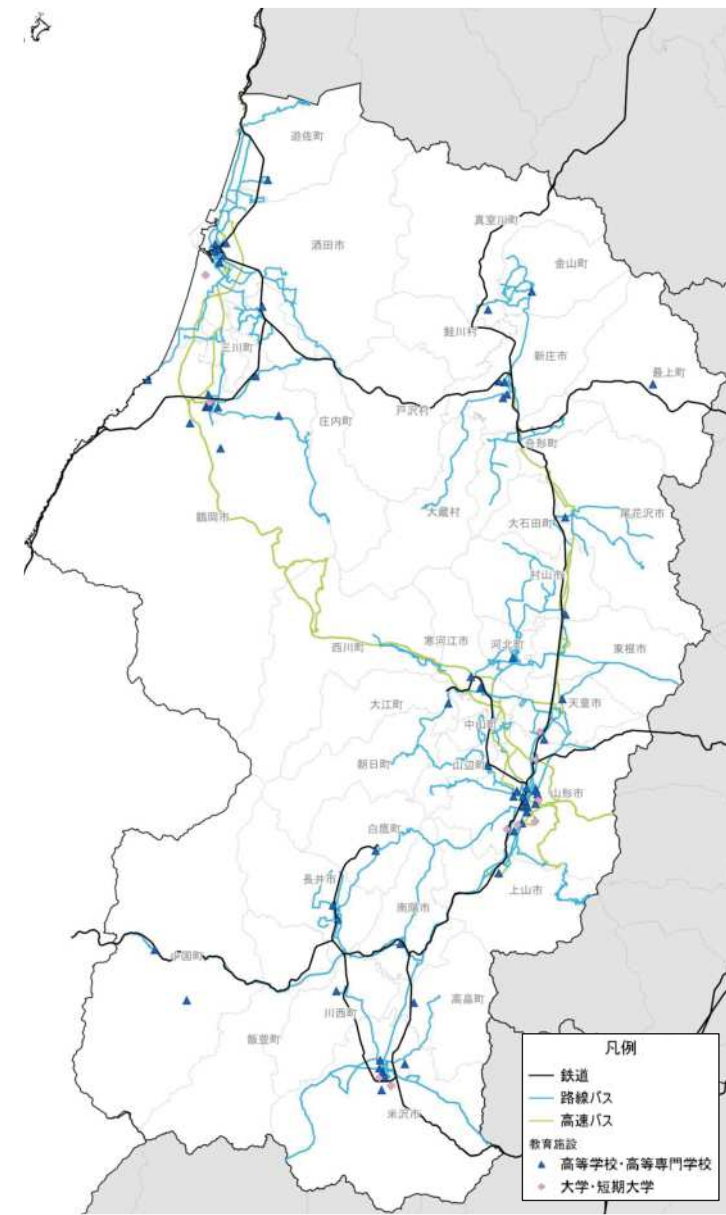 遊佐町
真室川町
酒田市
金山町
鮭川村
三川町
新庄市
最上町
戸沢村
庄内町
舟形町
大蔵村
鶴岡市
大石田町
尾花沢市
村山市
西川町
寒河江市
河北町
東根市
大江町
天童市
中山町
朝日町
山辺町
山形市
白鷹町
長井市
上山市
南陽市
小国町
高畠町
川西町
飯豊町
米沢市
凡例
鉄道
路線バス
高速バス
教育施設
高等学校・高等専門学校
大学・短期大学